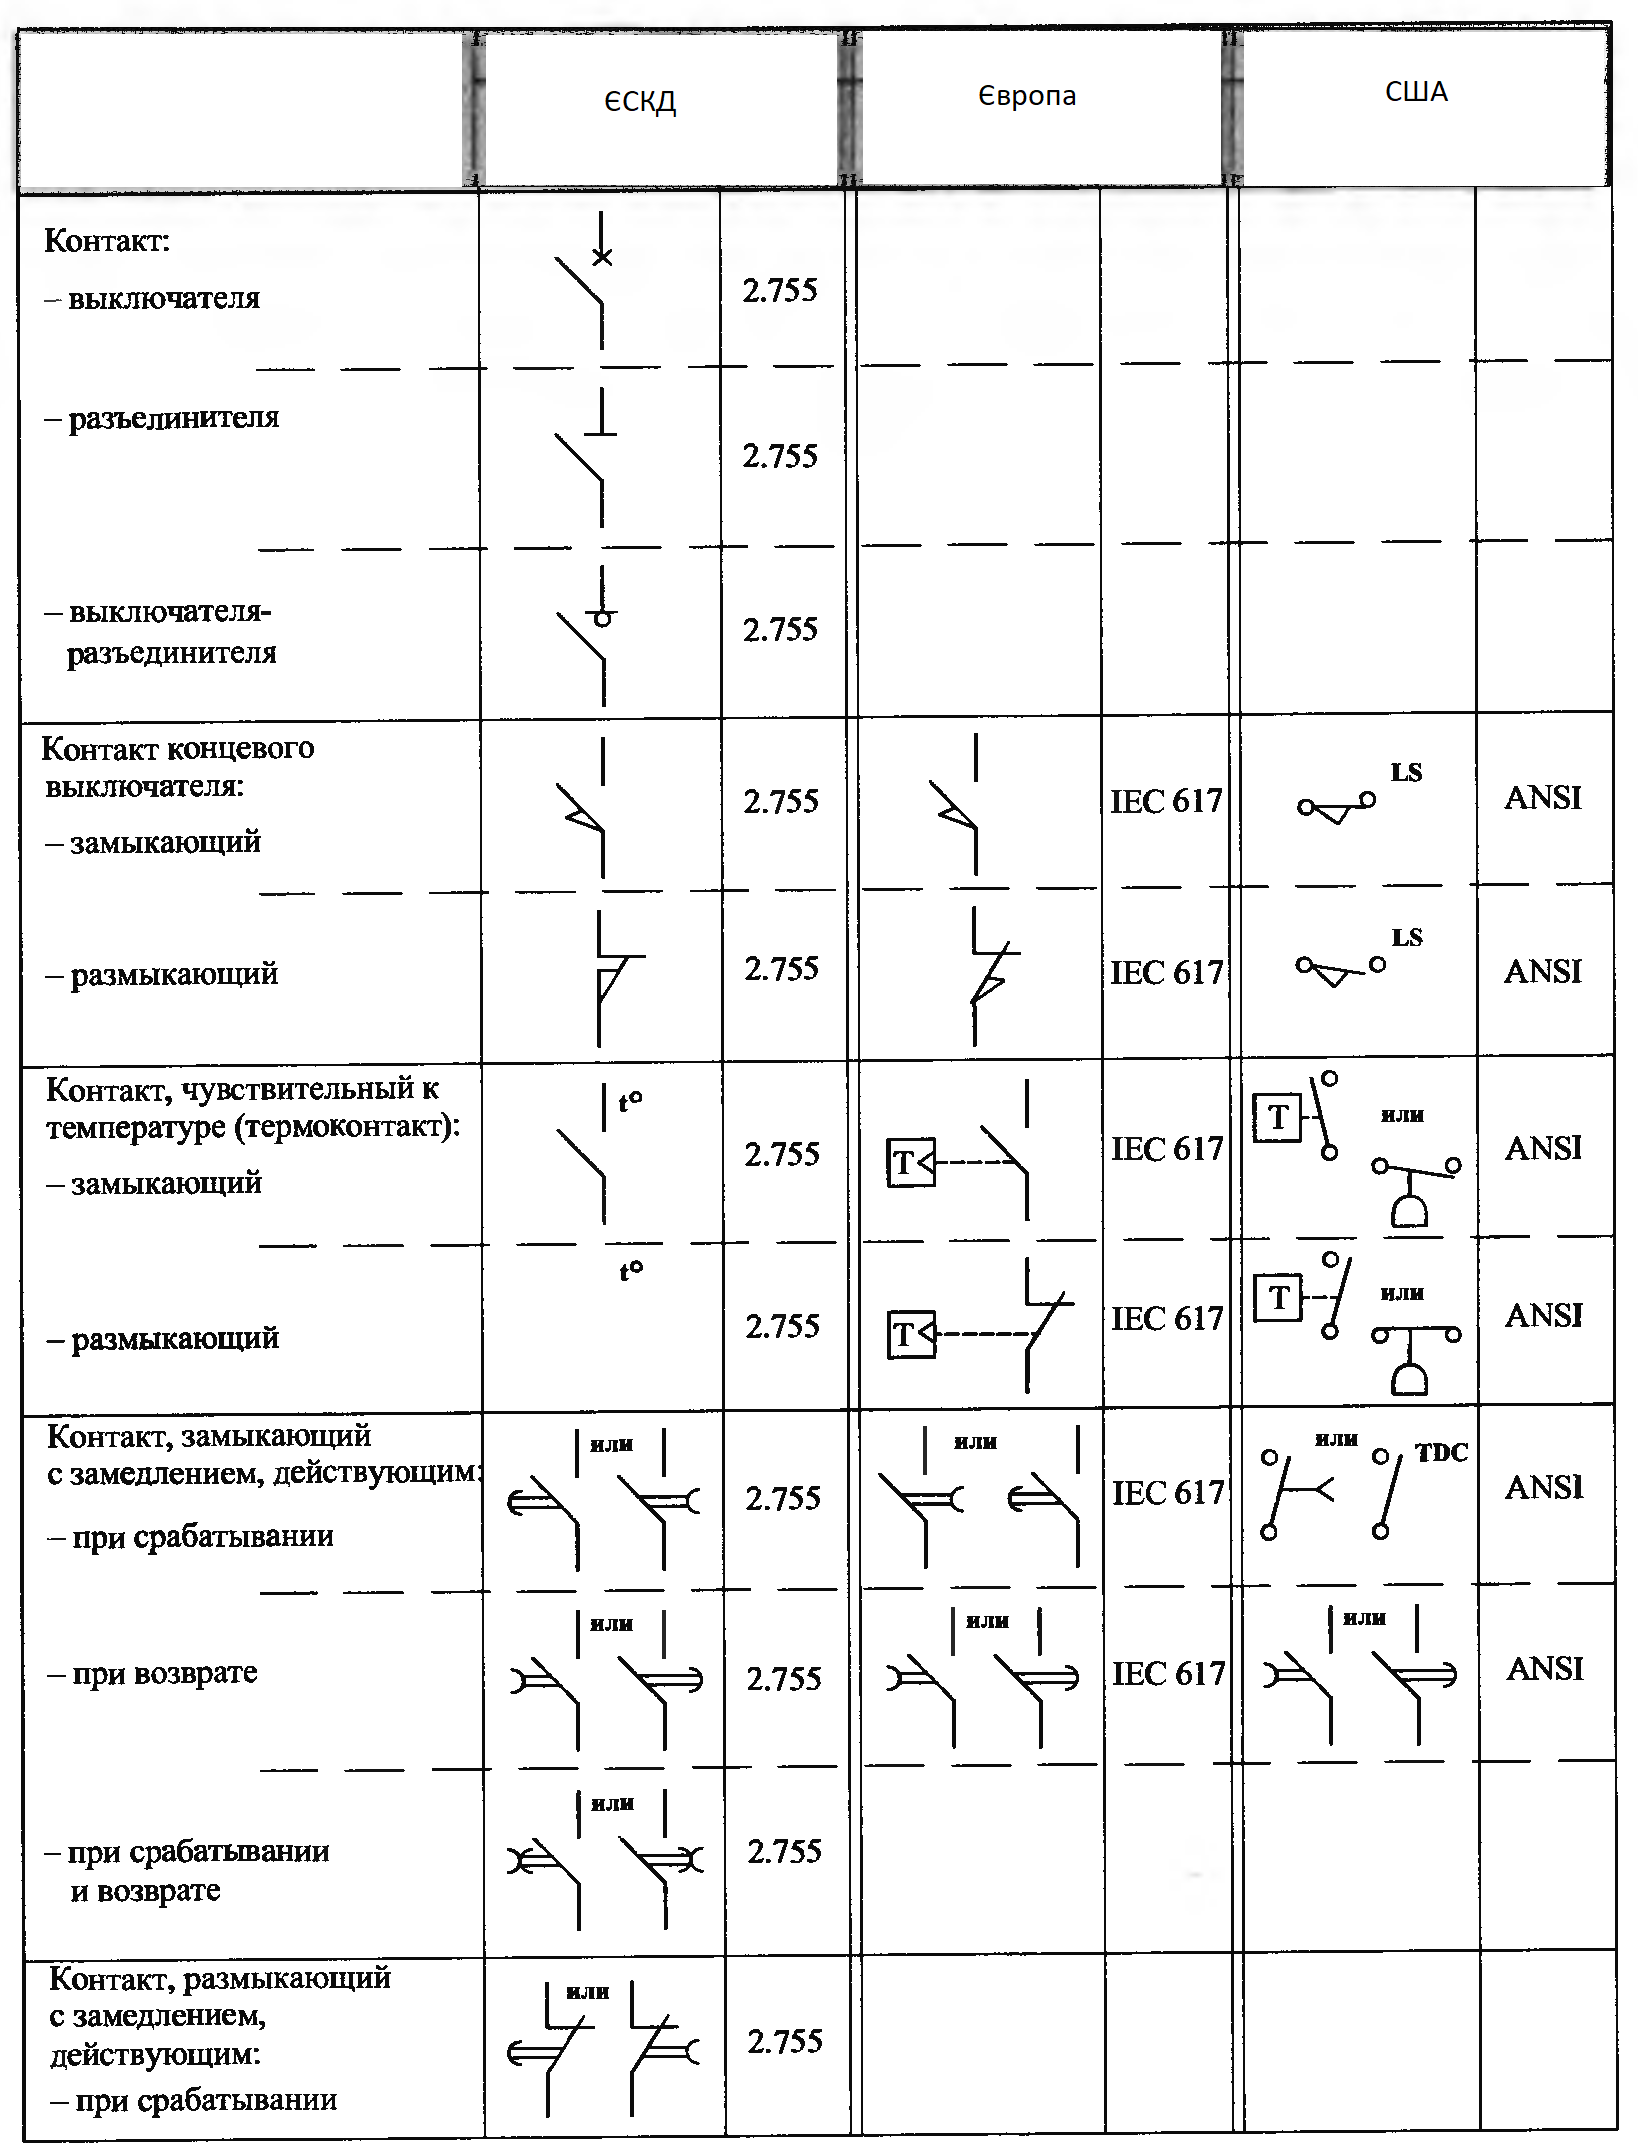 ЄСКД Європа США
Контакт:
– выключателя 2.755
– разъелинителя 2.755
– выключателя-
разъединителя 2.755
Контакт концевого
выключателя:
– замыкающий 2.755 IEC 617 LS ANSI
– размыкающий 2.755 IEC 617 LS ANSI
Контакт, чувствительный к
температуре (термоконтакт):
– замыкающий t° 2.755 T IEC 617 T или ANSI
– размыкающий t° 2.755 T IEC 617 T или ANSI
Контакт, замыкающий
с замедлением, действующим:
– при срабатывании или 2.755 или IEC 617 или TDC ANSI
– при возврате или 2.755 или IEC 617 или ANSI
– при срабатывании
и возврате или 2.755
Контакт, размыкающий
с замедлением,
действующим:
– при срабатывании или 2.755